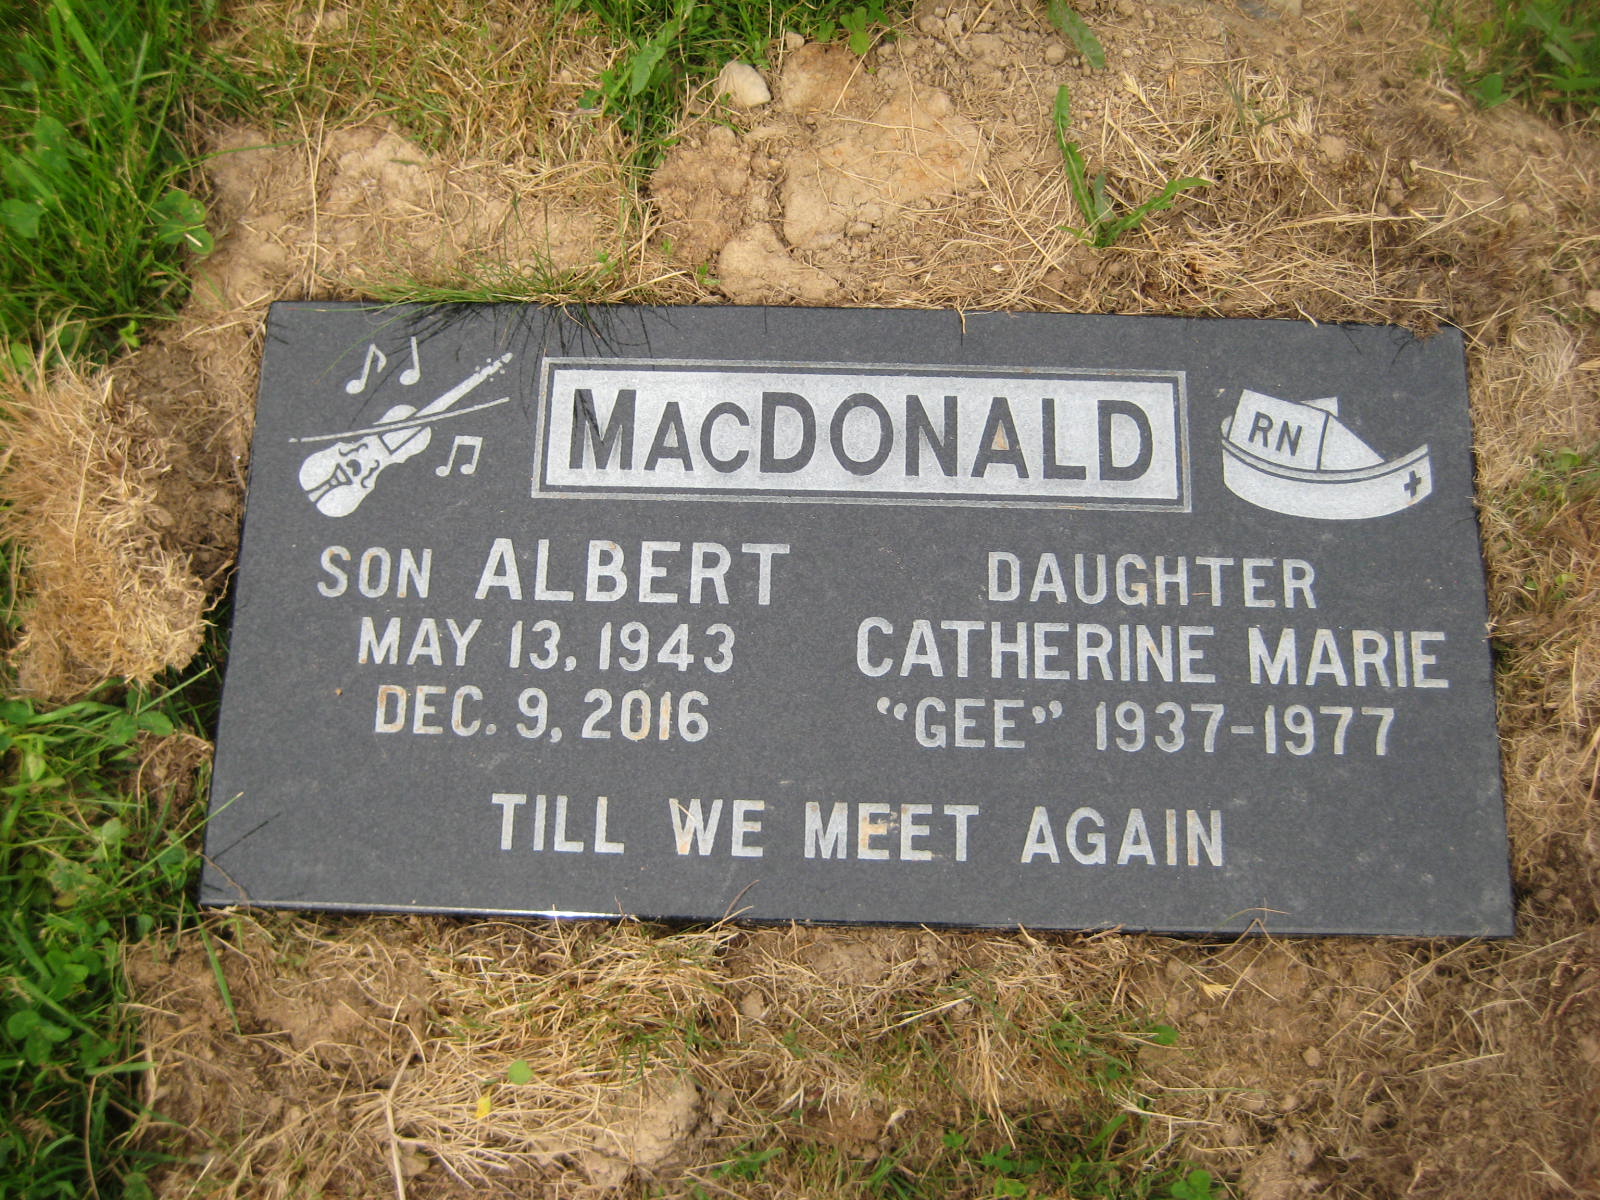 MacDONALD
RN
SON ALBERT
MAY 13, 1943
DEC. 9, 2016
DAUGHTER
CATHERINE MARIE
"GEE" 1937-1977
TILL WE MEET AGAIN